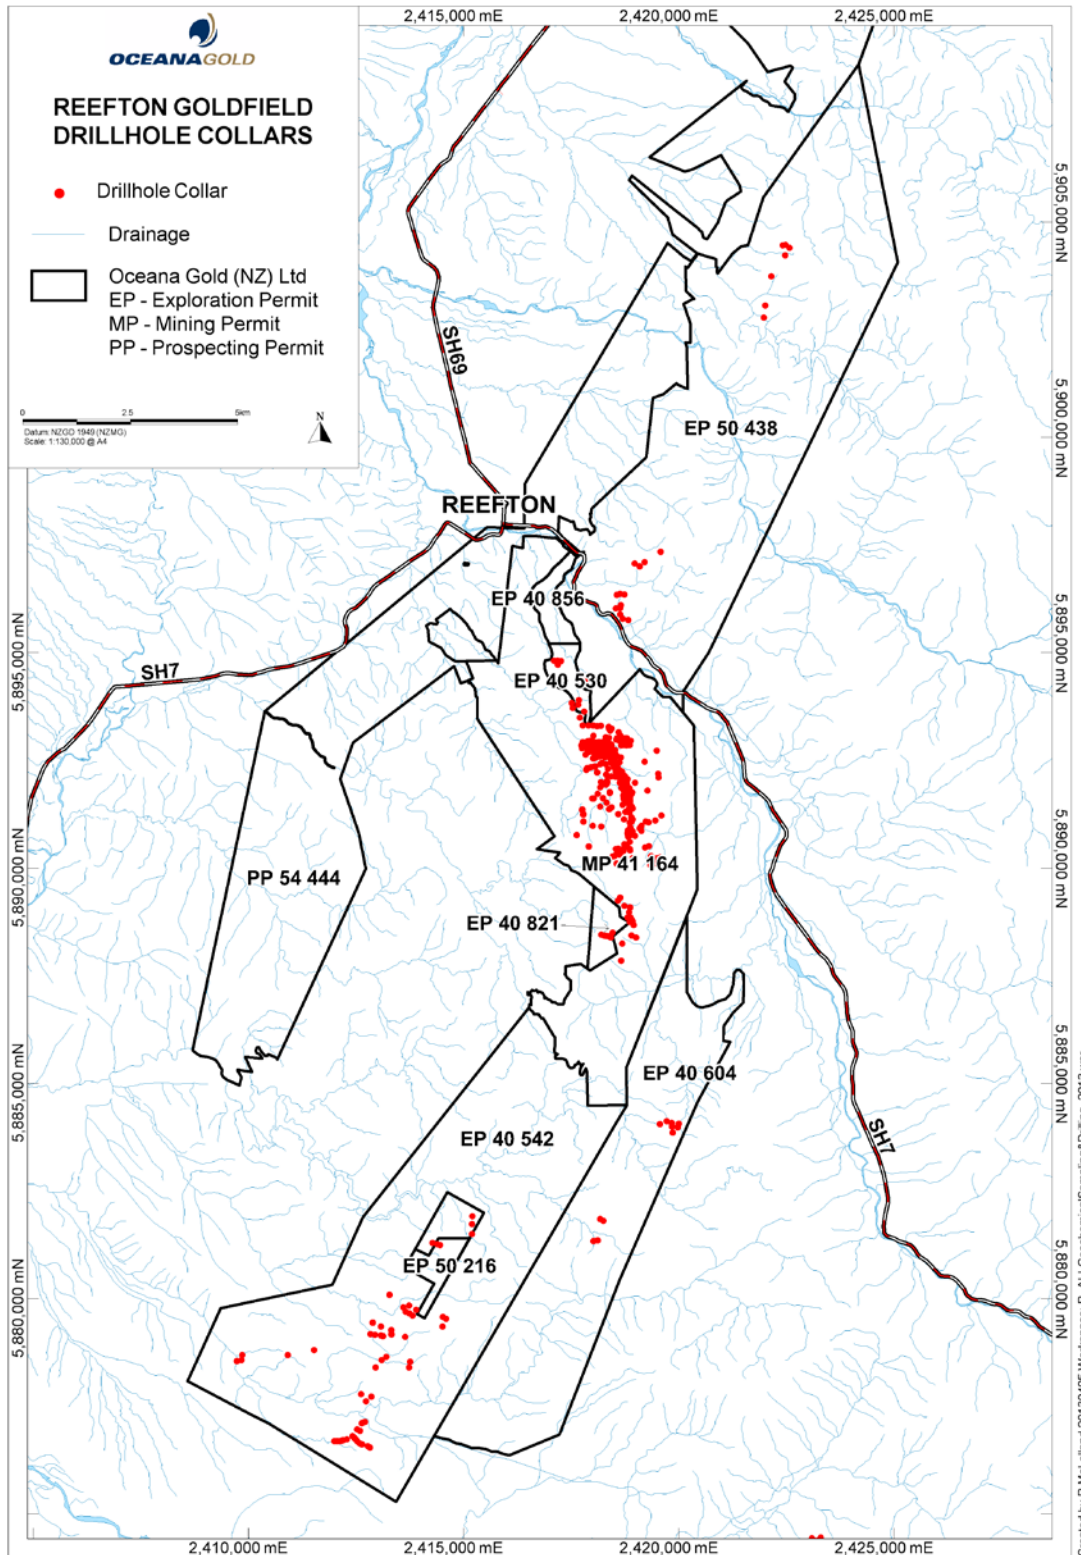 2,415,000 mE
2,420,000 mE
2,425,000 mE
OCEANAGOLD
REEFTON GOLDFIELD
DRILLHOLE COLLARS
Drillhole Collar
Drainage
Oceana Gold (NZ) Ltd
EP - Exploration Permit
MP - Mining Permit
PP - Prospecting Permit
0 2.5 5km
Datum: NZGD 1949 (NZMG)
Scale: 1:130,000 @ A4
N
5,905,000 mN
SH69
5,900,000 mN
EP 50 438
REEFTON
EP 40 856
5,895,000 mN
5,895,000 mN
SH7
EP 40 530
5,890,000 mN
5,890,000 mN
MP 41 164
PP 54 444
EP 40 821
5,885,000 mN
5,885,000 mN
EP 40 604
EP 40 542
SH7
5,880,000 mN
5,880,000 mN
EP 50 216
2,410,000 mE
2,415,000 mE
2,420,000 mE
2,425,000 mE